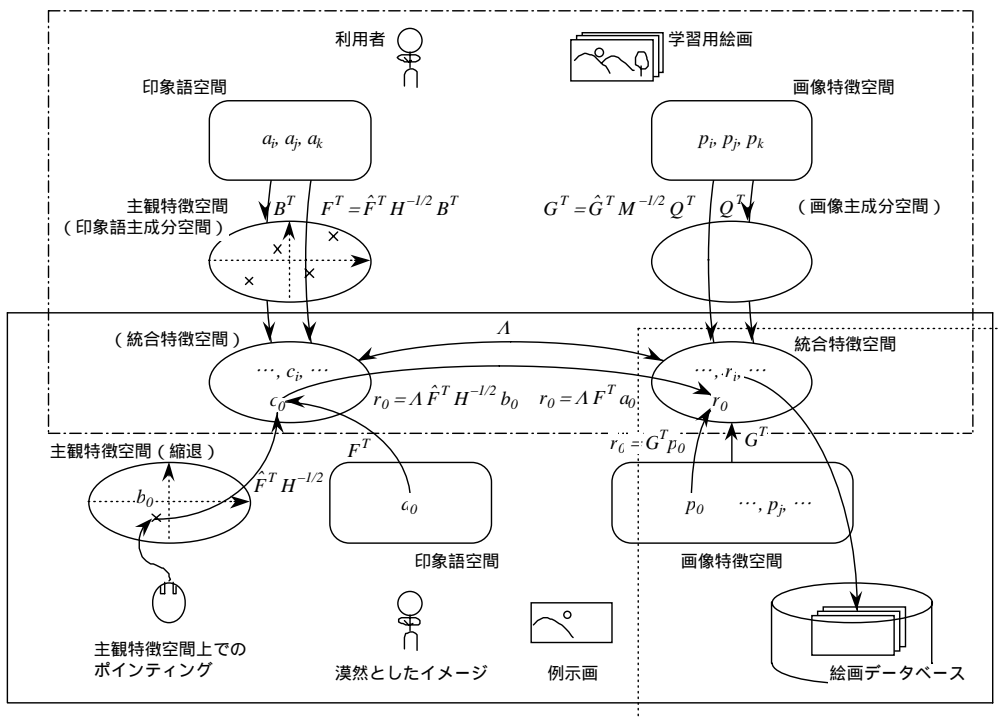 利用者
学習用絵画
印象語空間
画像特徴空間
a_i, a_j, a_k
p_i, p_j, p_k
主観特徴空間
（印象語主成分空間）
B^T
F^T = F̂^T H^{-1/2} B^T
G^T = Ĝ^T M^{-1/2} Q^T
Q^T
（画像主成分空間）
（統合特徴空間）
Λ
統合特徴空間
…, c_i, …
…, r_i, …
c_0
r_0 = Λ F̂^T H^{-1/2} b_0
r_0 = Λ F^T a_0
r_0
主観特徴空間（縮退）
F^T
r_0 = G^T p_0
G^T
F̂^T H^{-1/2}
b_0
a_0
p_0
…, p_j, …
印象語空間
画像特徴空間
主観特徴空間上での
ポインティング
漠然としたイメージ
例示画
絵画データベース